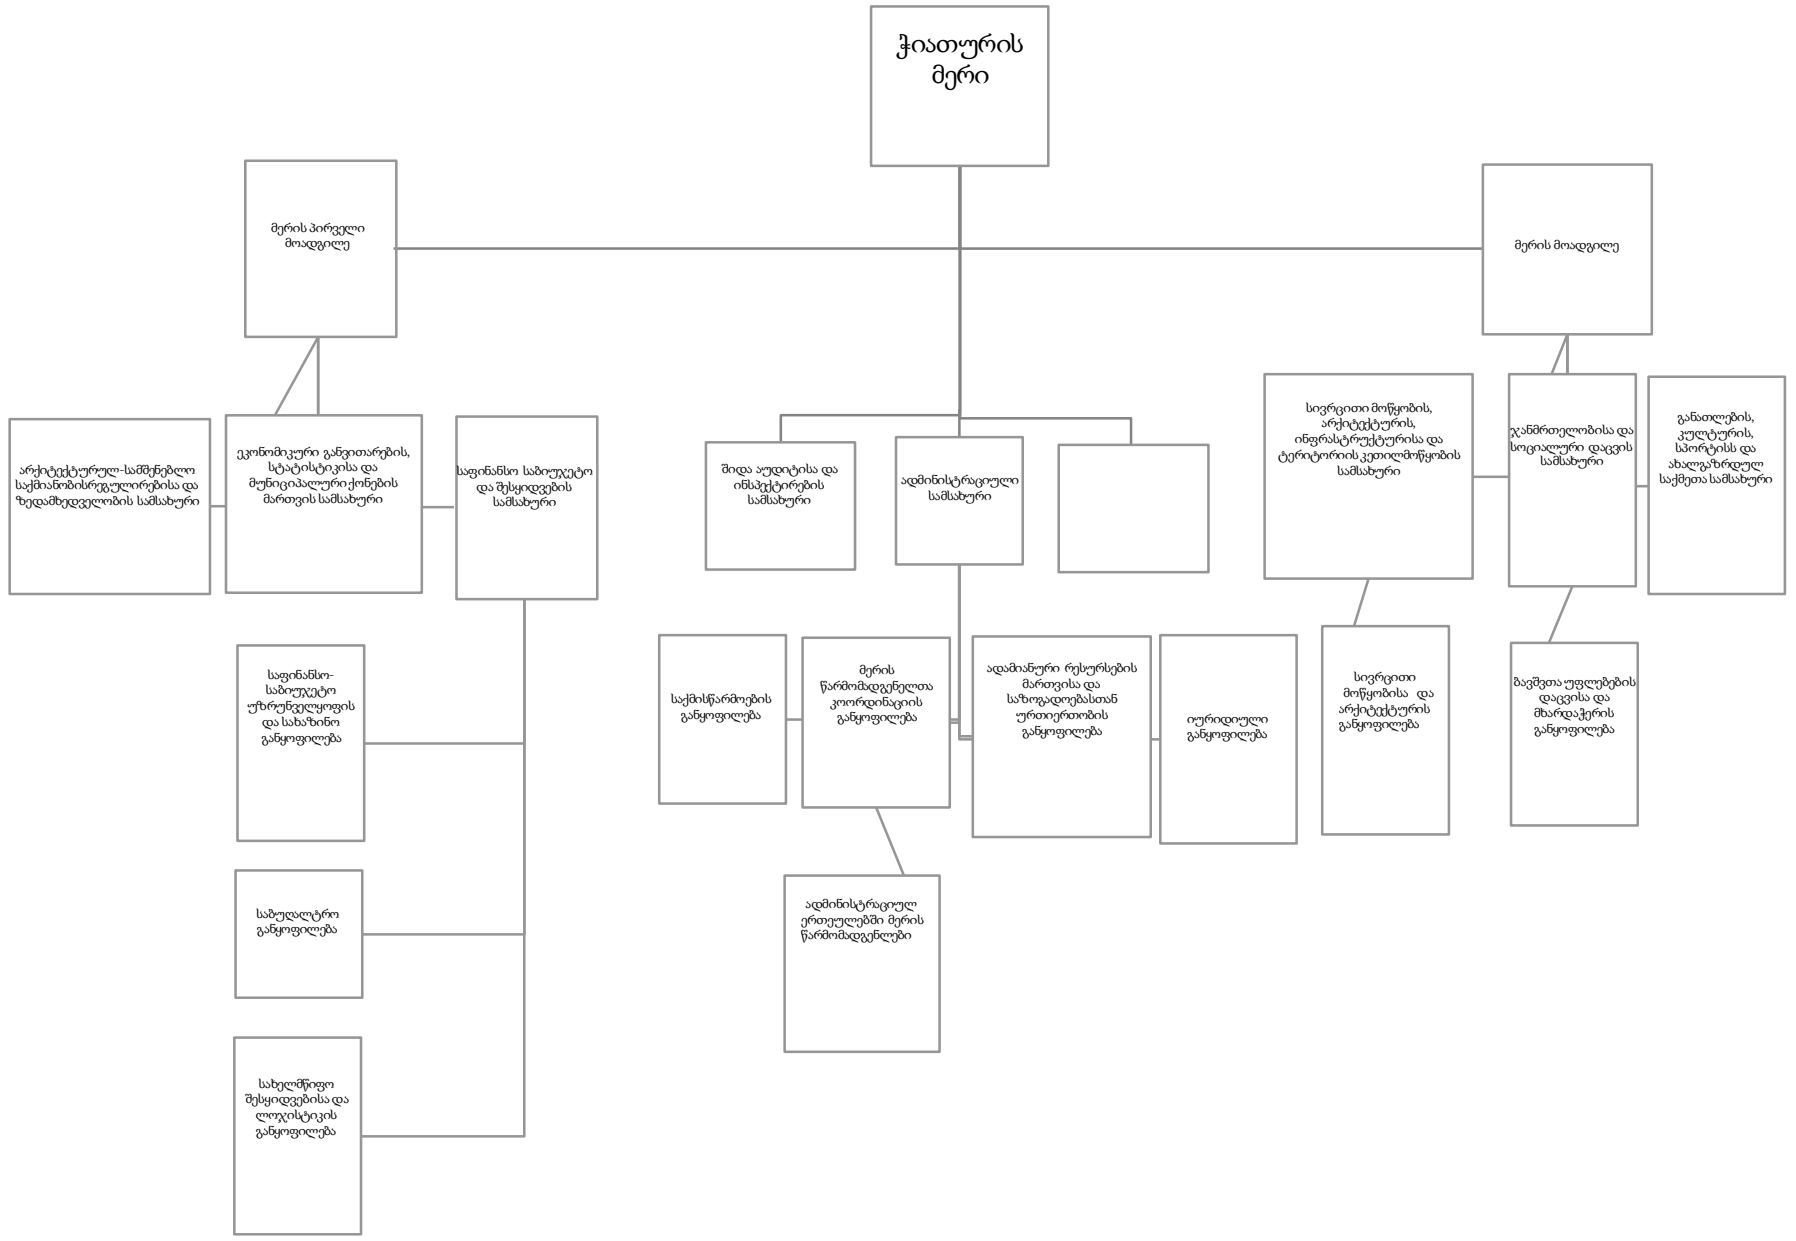 ჭიათურის
მერი
მერის პირველი
მოადგილე
მერის მოადგილე
არქიტექტურულ-სამშენებლო
საქმიანობისრეგულირებისა და
ზედამხედველობის სამსახური
ეკონომიკური განვითარების,
სტატისტიკისა და
მუნიციპალური ქონების
მართვის სამსახური
საფინანსო საბიუჯეტო
და შესყიდვების
სამსახური
შიდა აუდიტისა და
ინსპექტირების
სამსახური
ადმინისტრაციული
სამსახური
სივრცითი მოწყობის,
არქიტექტურის,
ინფრასტრუქტურისა და
ტერიტორიის კეთილმოწყობის
სამსახური
ჯანმრთელობისა და
სოციალური დაცვის
სამსახური
განათლების,
კულტურის,
სპორტისს და
ახალგაზრდულ
საქმეთა სამსახური
საფინანსო-
საბიუჯეტო
უზრუნველყოფის
და სახაზინო
განყოფილება
საქმისწარმოების
განყოფილება
მერის
წარმომადგენელთა
კოორდინაციის
განყოფილება
ადამიანური რესურსების
მართვისა და
საზოგადოებასთან
ურთიერთობის
განყოფილება
იურიდიული
განყოფილება
სივრცითი
მოწყობისა და
არქიტექტურის
განყოფილება
ბავშვთა უფლებების
დაცვისა და
მხარდაჭერის
განყოფილება
საბუღალტრო
განყოფილება
ადმინისტრაციულ
ერთეულებში მერის
წარმომადგენლები
სახელმწიფო
შესყიდვებისა და
ლოჯისტიკის
განყოფილება